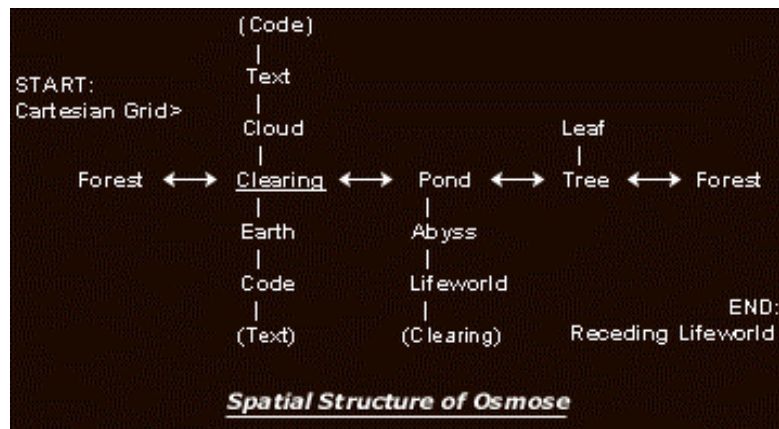 (Code)
Text
START:
Cartesian Grid>
Cloud
Leaf
Forest Clearing Pond Tree Forest
Earth Abyss
Code Lifeworld
END:
(Text) (Clearing) Receding Lifeworld
Spatial Structure of Osmose